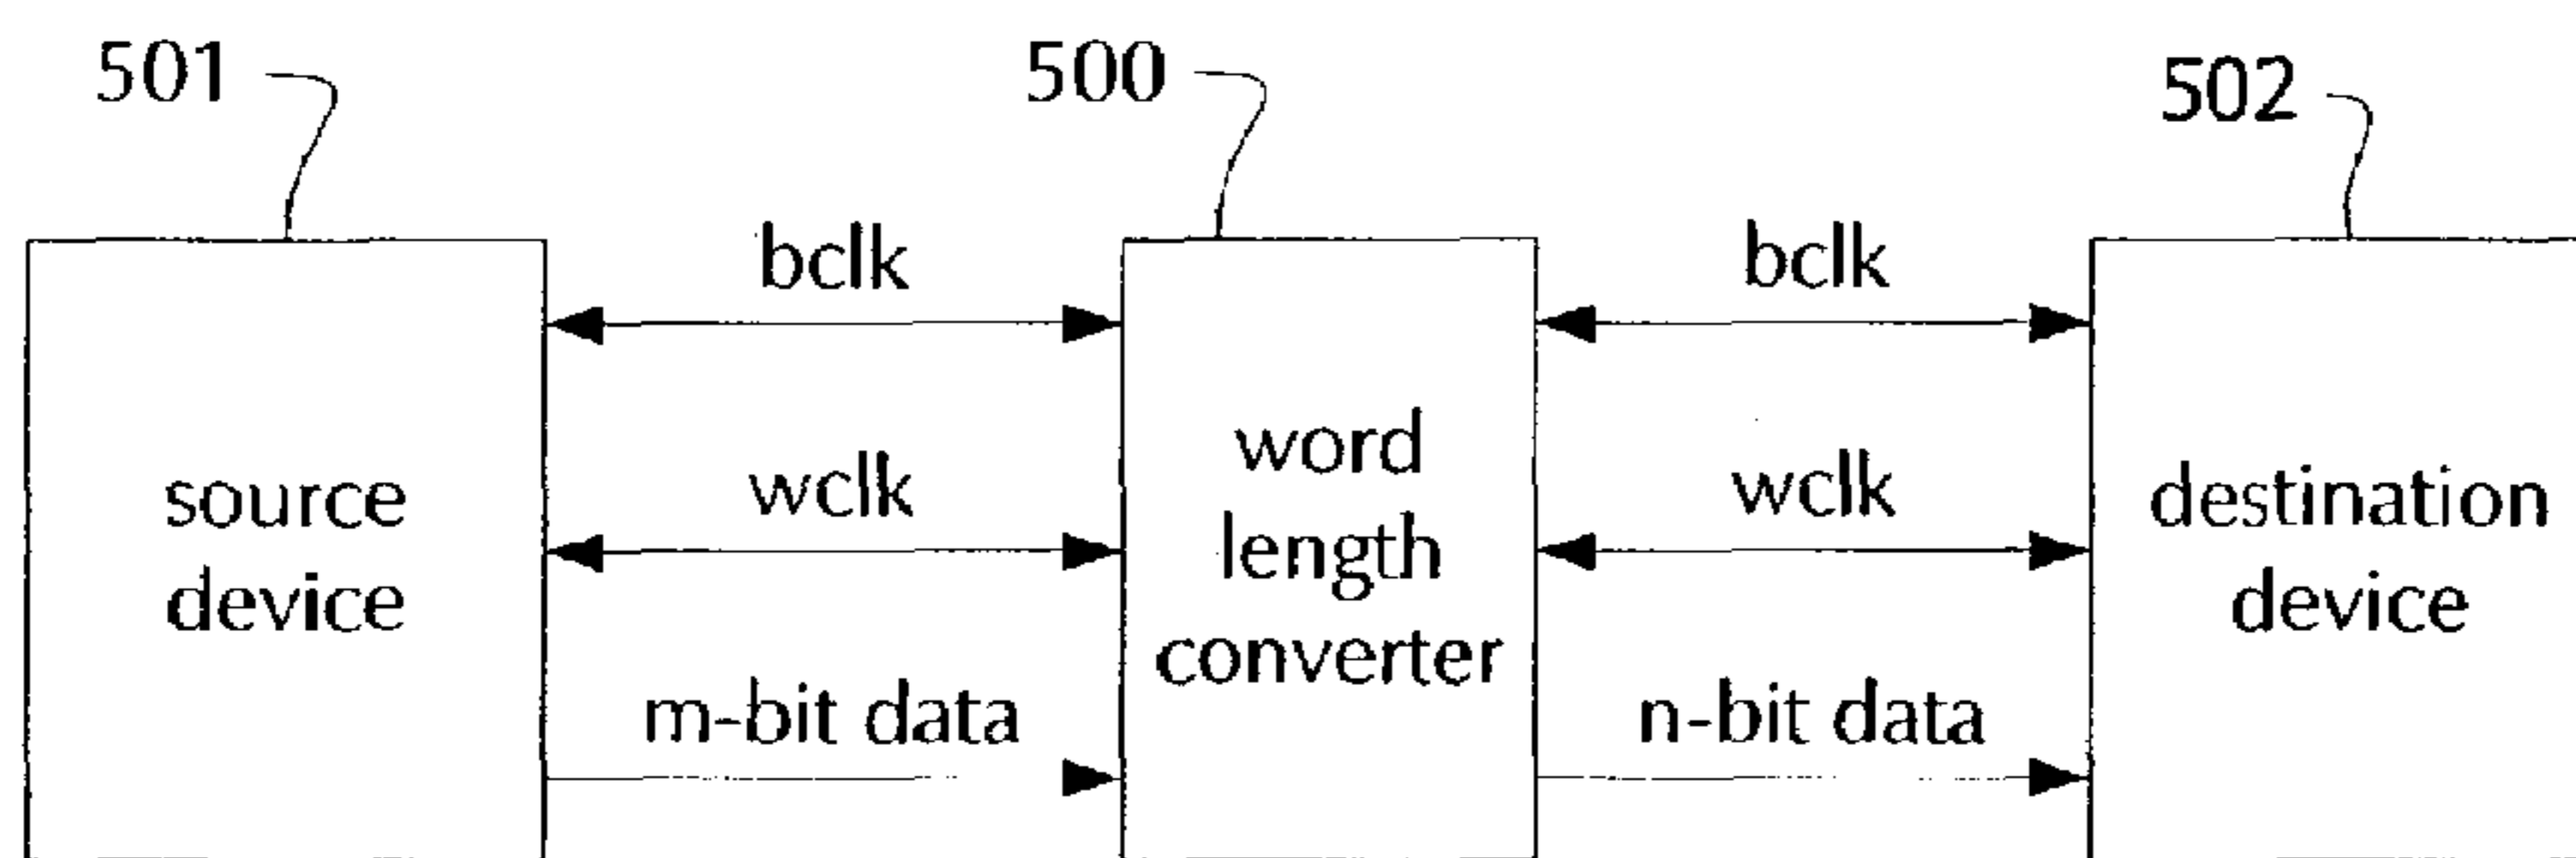 501
500
502
bclk
bclk
source
device
wclk
word
length
converter
wclk
destination
device
m-bit data
n-bit data